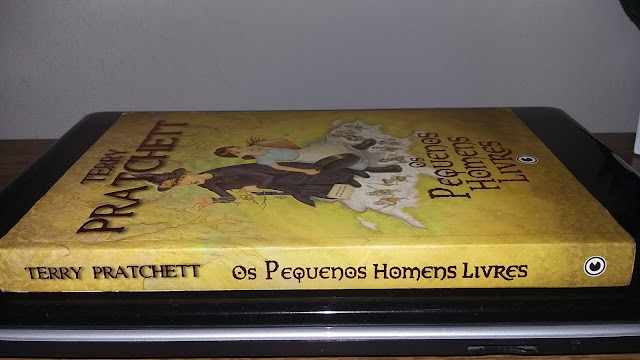 TERRY
PRATCHETT
OS
PEQUENOS
HOMENS
LIVRES
TERRY PRATCHETT OS PEQUENOS HOMENS LIVRES